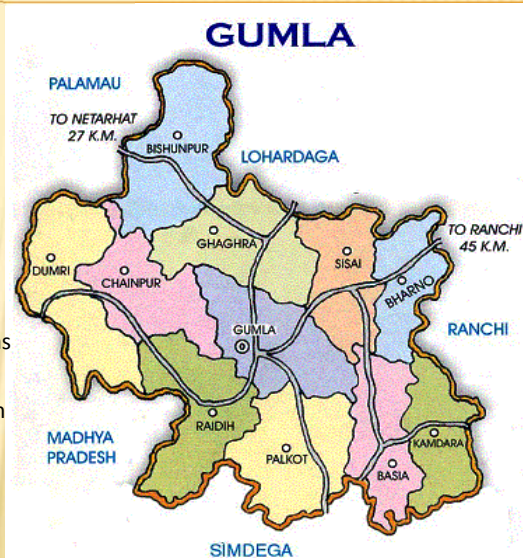 GUMLA
PALAMAU
TO NETARHAT
27 K.M.
BISHUNPUR
LOHARDAGA
TO RANCHI
45 K.M.
GHAGHRA
SISAI
DUMRI
CHAINPUR
BHARNO
GUMLA
RANCHI
RAIDIH
MADHYA
PRADESH
PALKOT
KAMDARA
BASIA
SIMDEGA